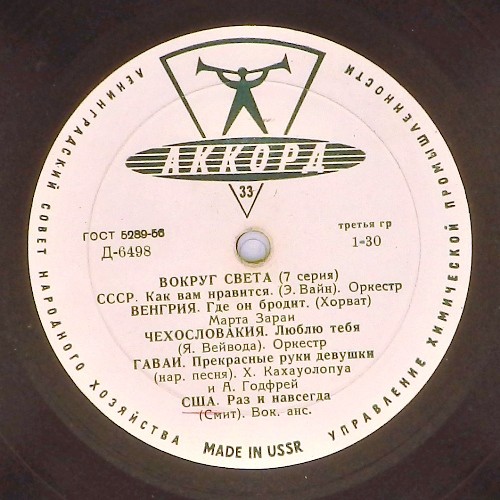 ЛЕНИНГРАДСКИЙ СОВЕТ НАРОДНОГО ХОЗЯЙСТВА
УПРАВЛЕНИЕ ХИМИЧЕСКОЙ ПРОМЫШЛЕННОСТИ
АККОРД
33
ГОСТ 5289-56
третья гр
Д-6498
1-30
ВОКРУГ СВЕТА (7 серия)
СССР. Как вам нравится. (Э. Вайн). Оркестр
ВЕНГРИЯ. Где он бродит. (Хорват)
Марта Зараи
ЧЕХОСЛОВАКИЯ. Люблю тебя
(Я. Вейвода). Оркестр
ГАВАИ. Прекрасные руки девушки
(нар. песня). Х. Кахауолопуа
и А. Годфрей
США. Раз и навсегда
(Смит). Вок. анс.
MADE IN USSR